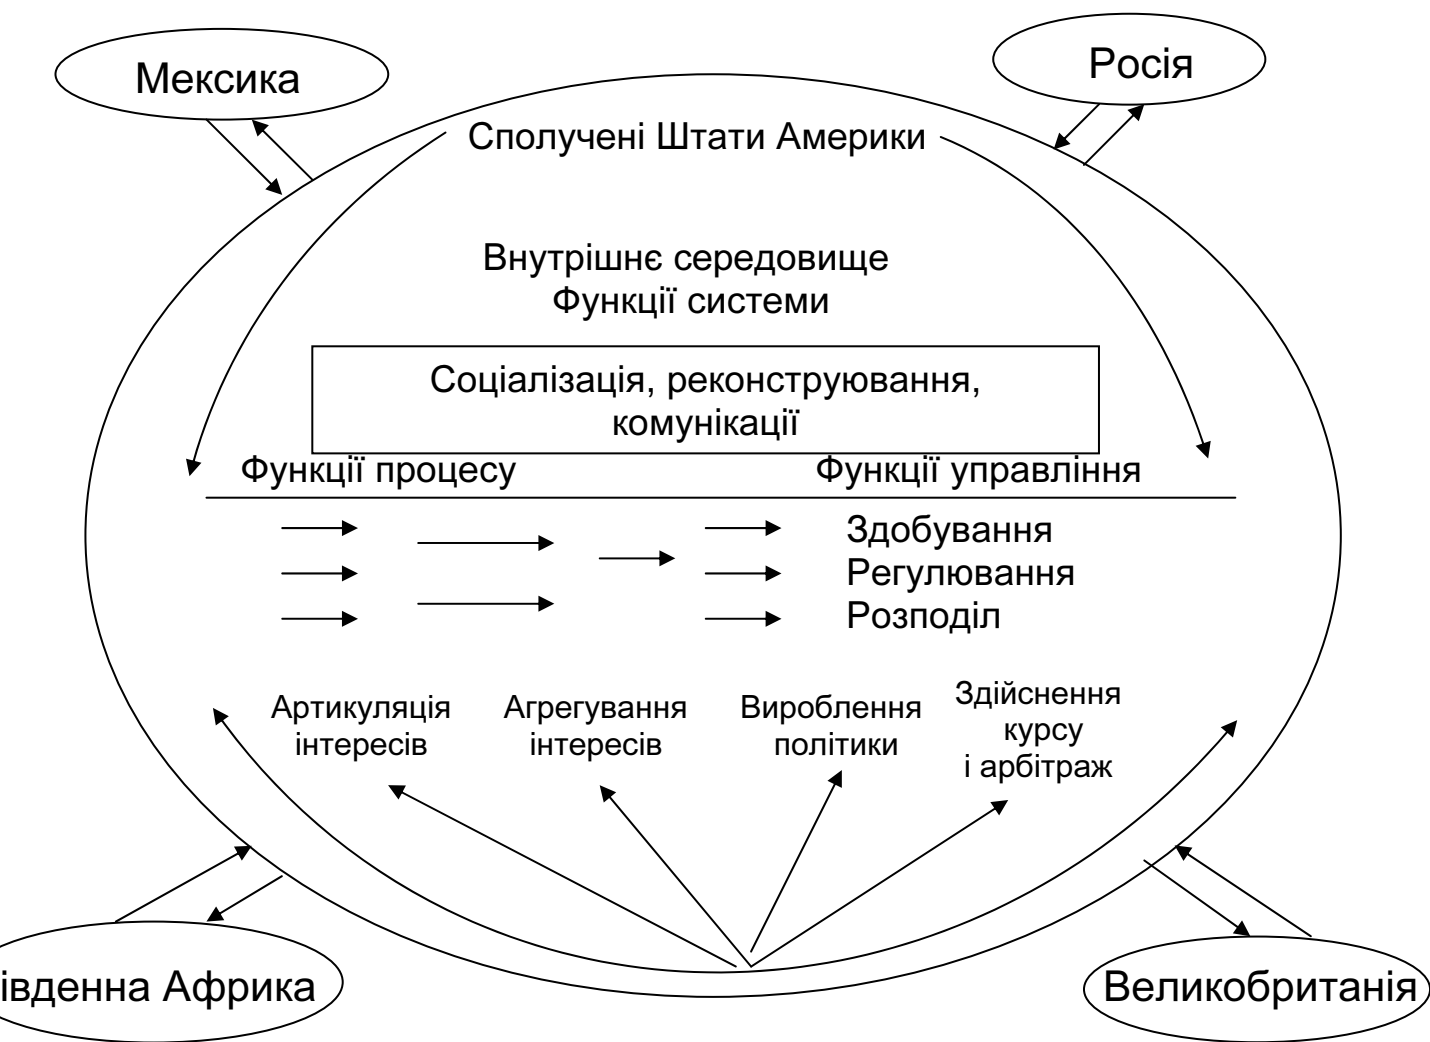 Мексика
Росія
Сполучені Штати Америки
Внутрішнє середовище
Функції системи
Соціалізація, реконструювання,
комунікації
Функції процесу
Функції управління
Здобування
Регулювання
Розподіл
Артикуляція
інтересів
Агрегування
інтересів
Вироблення
політики
Здійснення
курсу
і арбітраж
івденна Африка
Великобританія